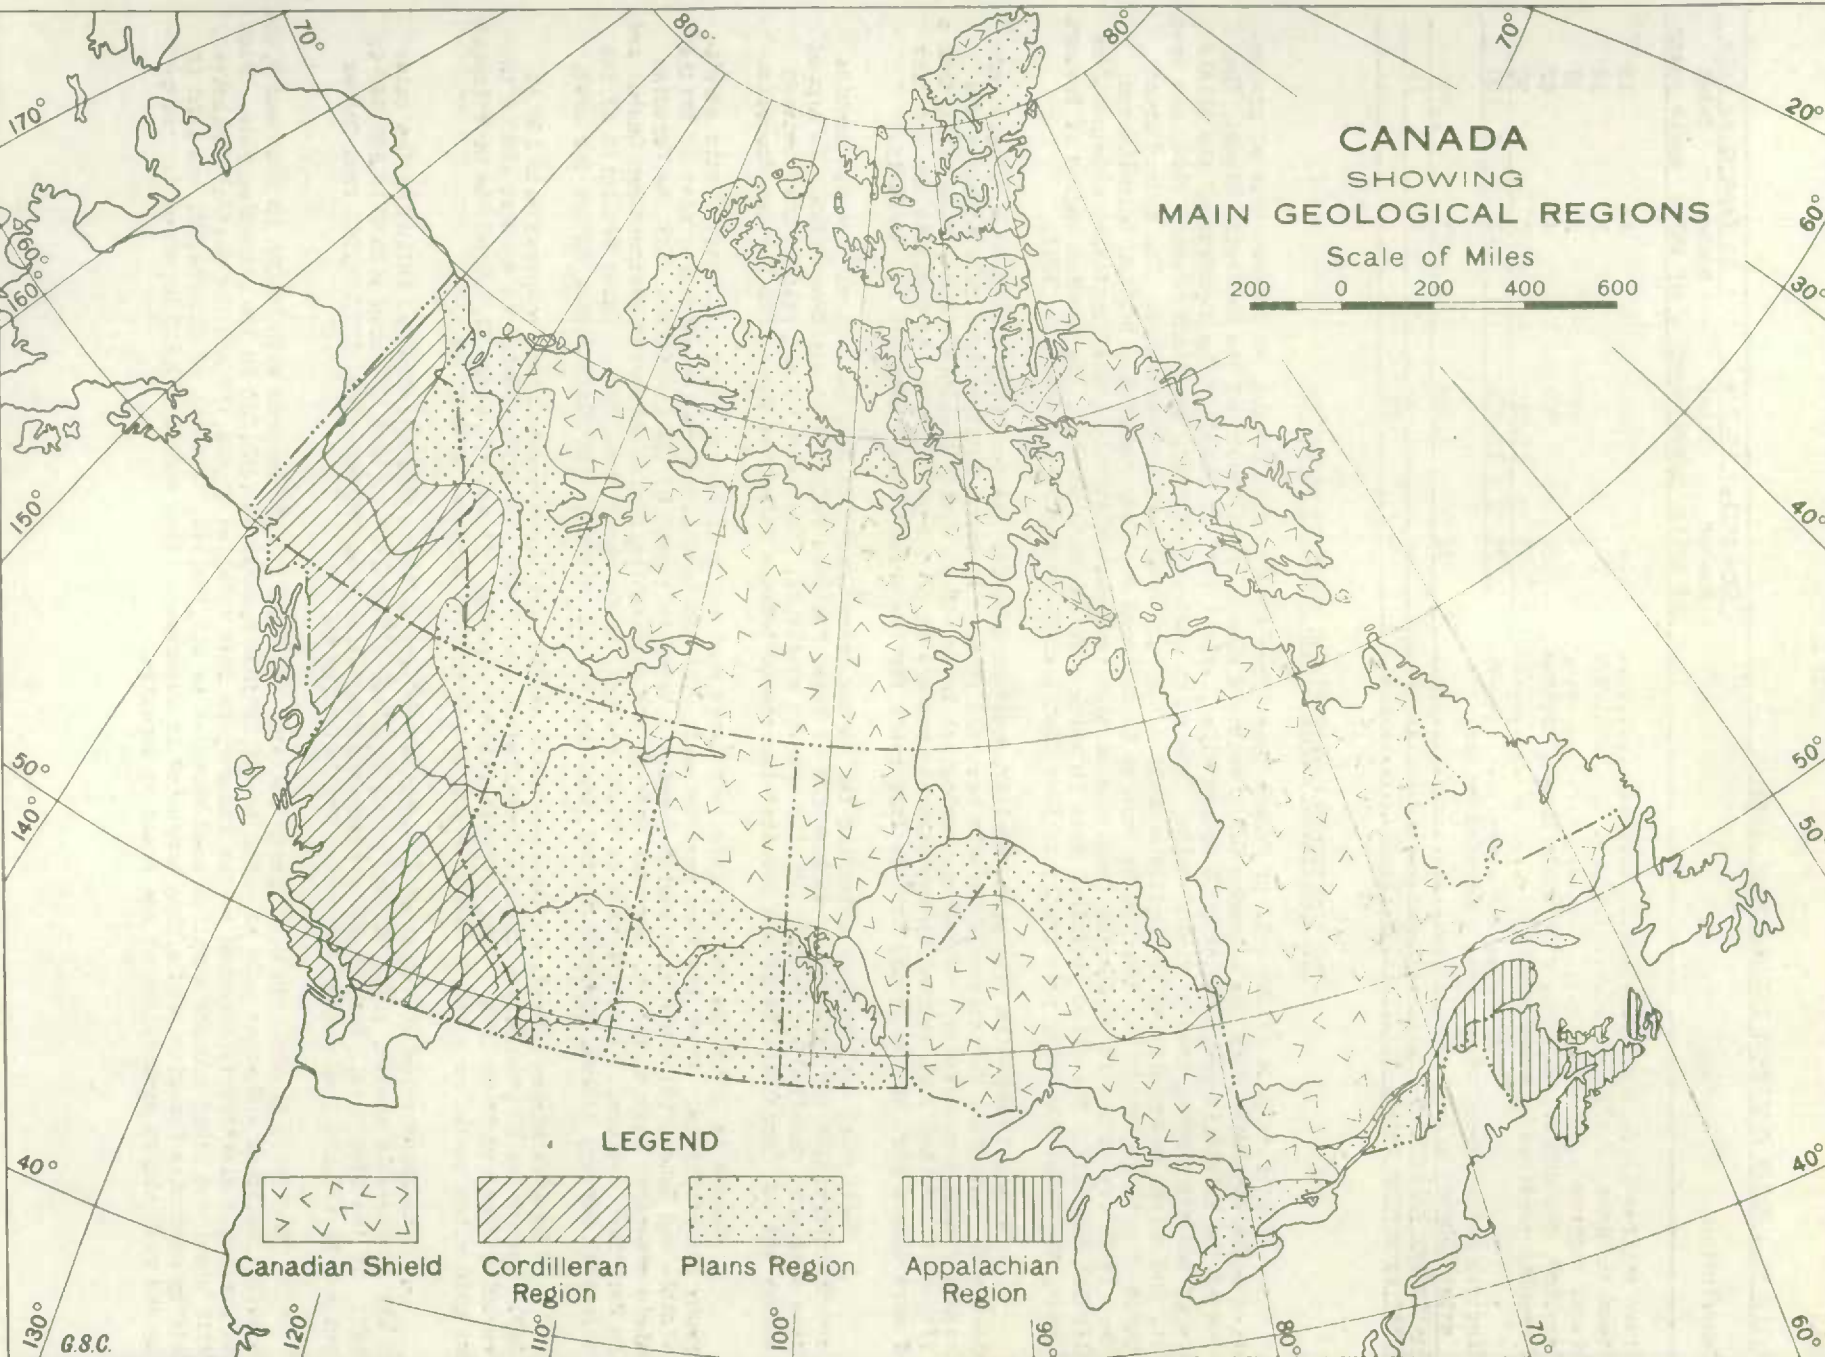 70°
80°
80°
70°
170°
20°
CANADA
SHOWING
MAIN GEOLOGICAL REGIONS
Scale of Miles
200 0 200 400 600
60°
60°
160°
30°
150°
40°
50°
50°
140°
50
LEGEND
Canadian Shield
Cordilleran
Region
Plains Region
Appalachian
Region
40°
40°
130°
G.S.C.
120°
110°
100°
90°
80°
70°
60°